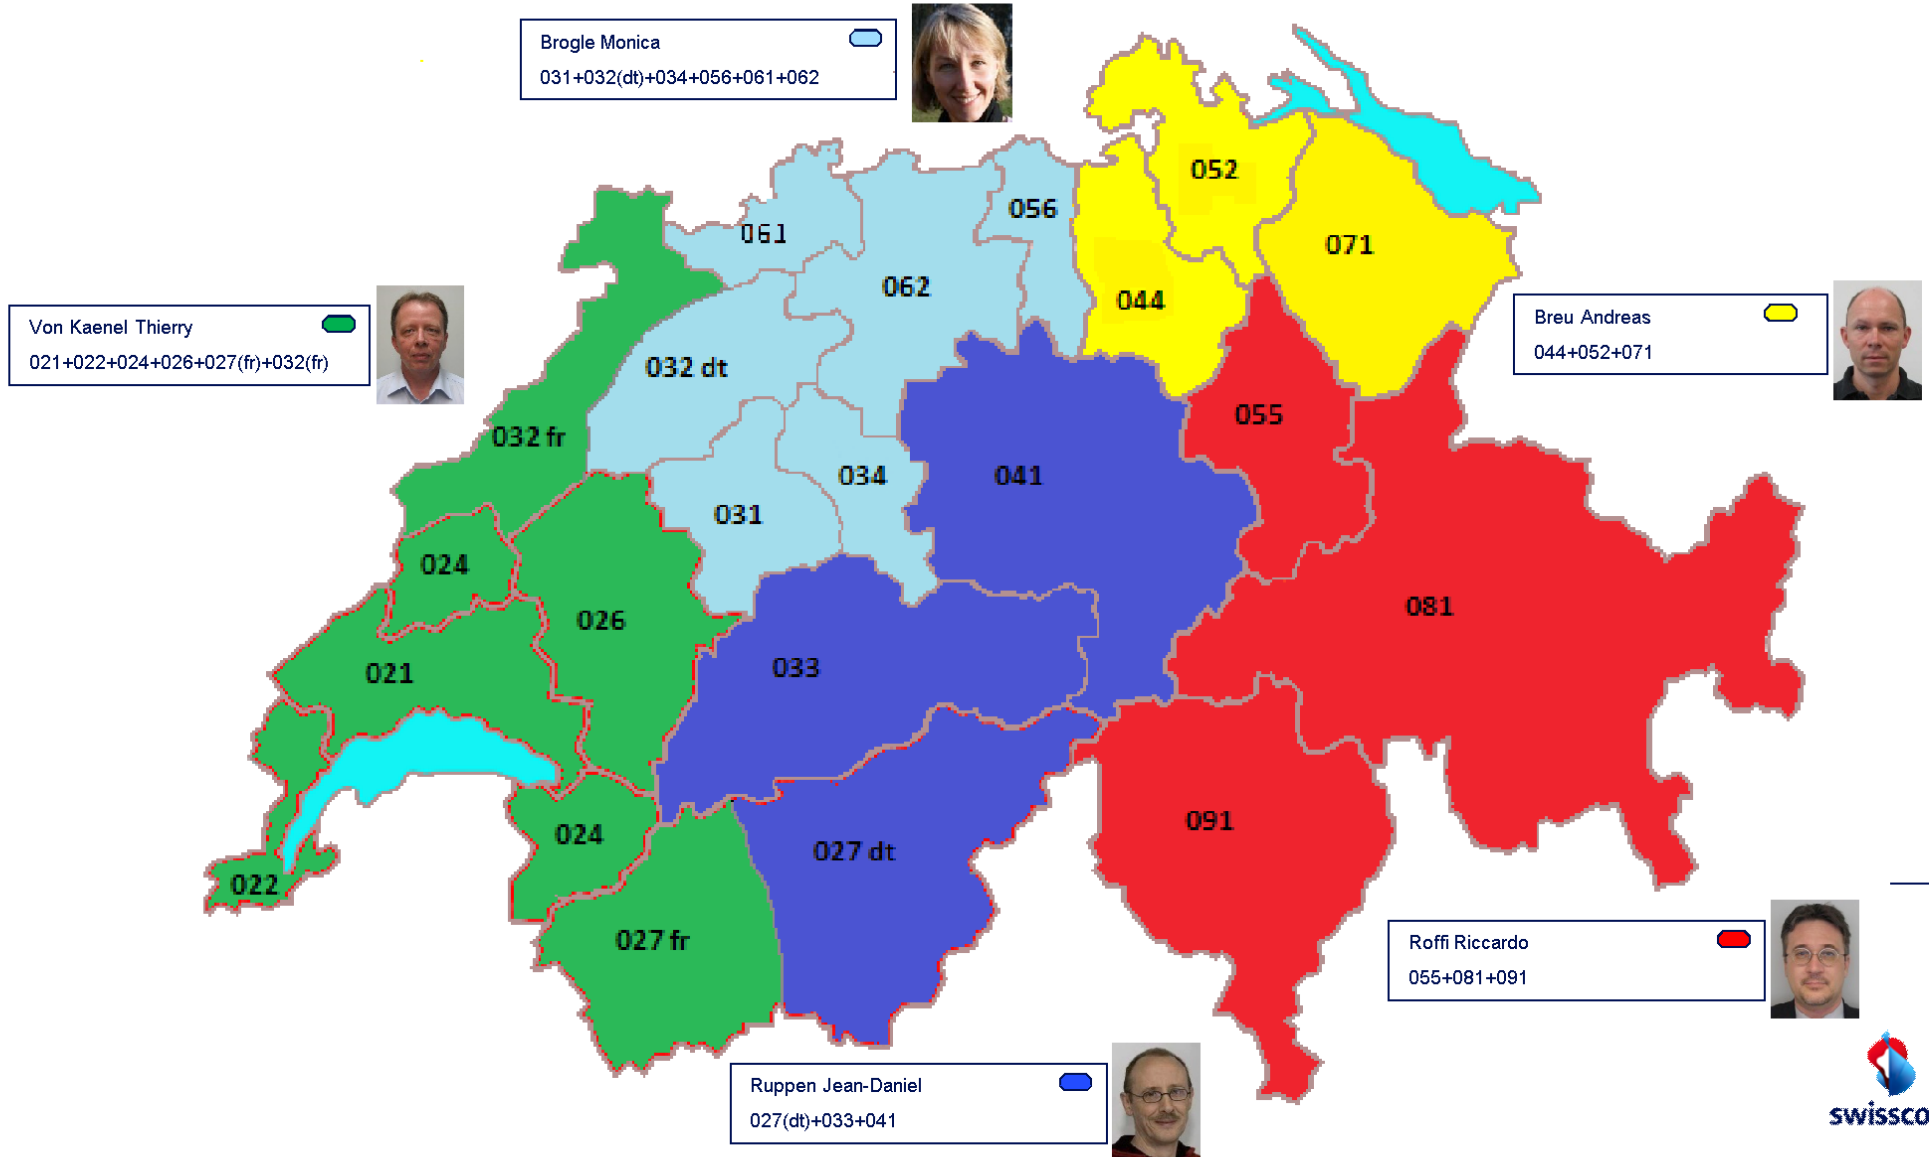 Brogle Monica
031+032(dt)+034+056+061+062
052
056
061
071
062
044
Von Kaenel Thierry
021+022+024+026+027(fr)+032(fr)
Breu Andreas
044+052+071
032 dt
055
032 fr
034
041
031
024
081
026
033
021
091
024
027 dt
022
027 fr
Roffi Riccardo
055+081+091
Ruppen Jean-Daniel
027(dt)+033+041
swissco